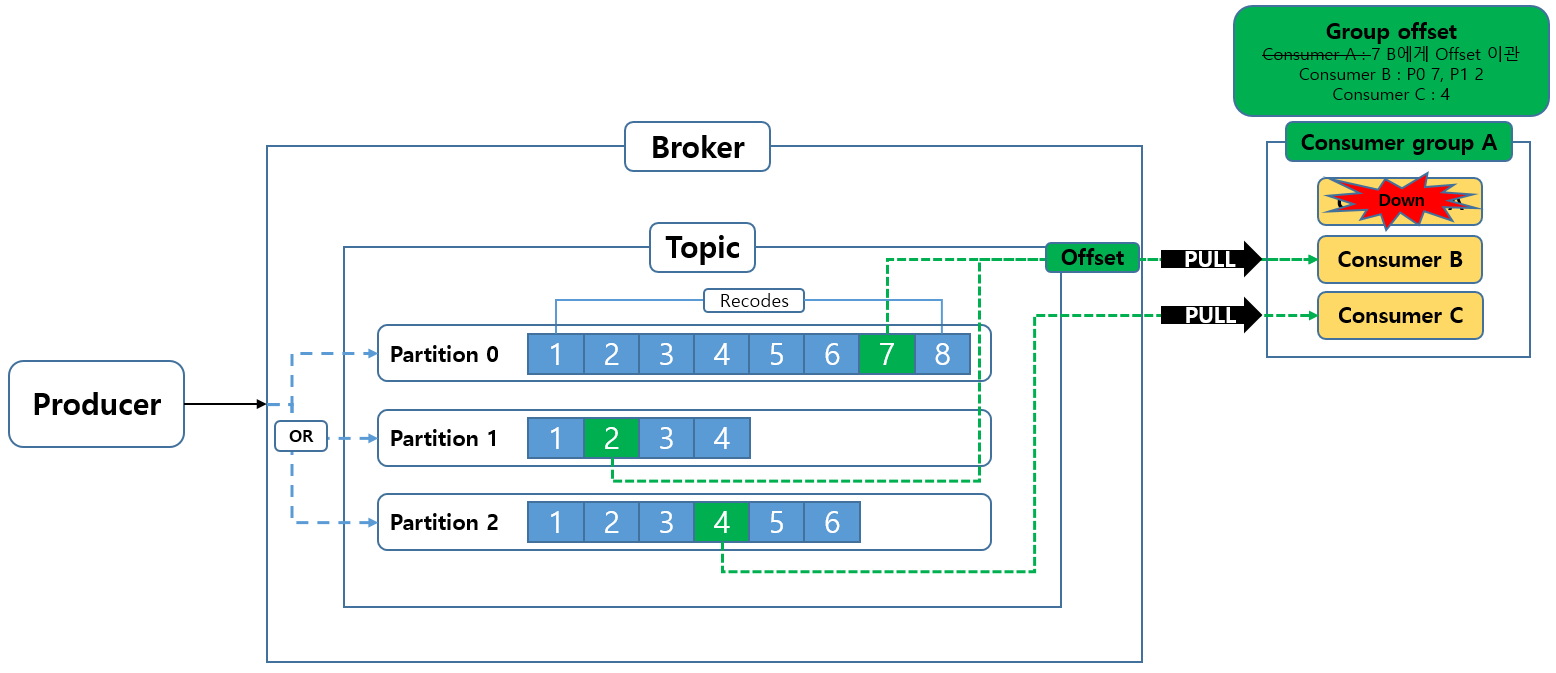 Group offset
Consumer A : 7 B에게 Offset 이관
Consumer B : P0 7, P1 2
Consumer C : 4
Consumer group A
Broker
Down
Topic
Offset
PULL
Consumer B
Recodes
PULL
Consumer C
Partition 0
1 2 3 4 5 6 7 8
Producer
OR
Partition 1
1 2 3 4
Partition 2
1 2 3 4 5 6